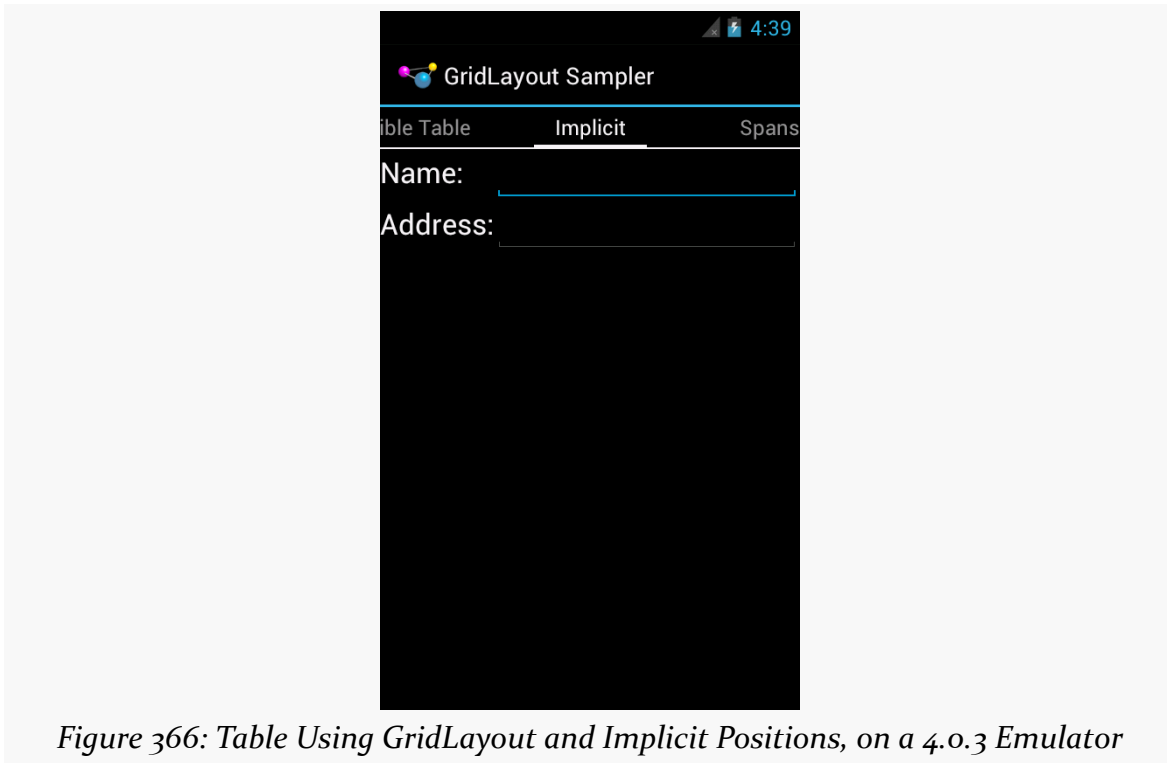 4:39
GridLayout Sampler
ible Table Implicit Spans
Name:
Address:
Figure 366: Table Using GridLayout and Implicit Positions, on a 4.0.3 Emulator